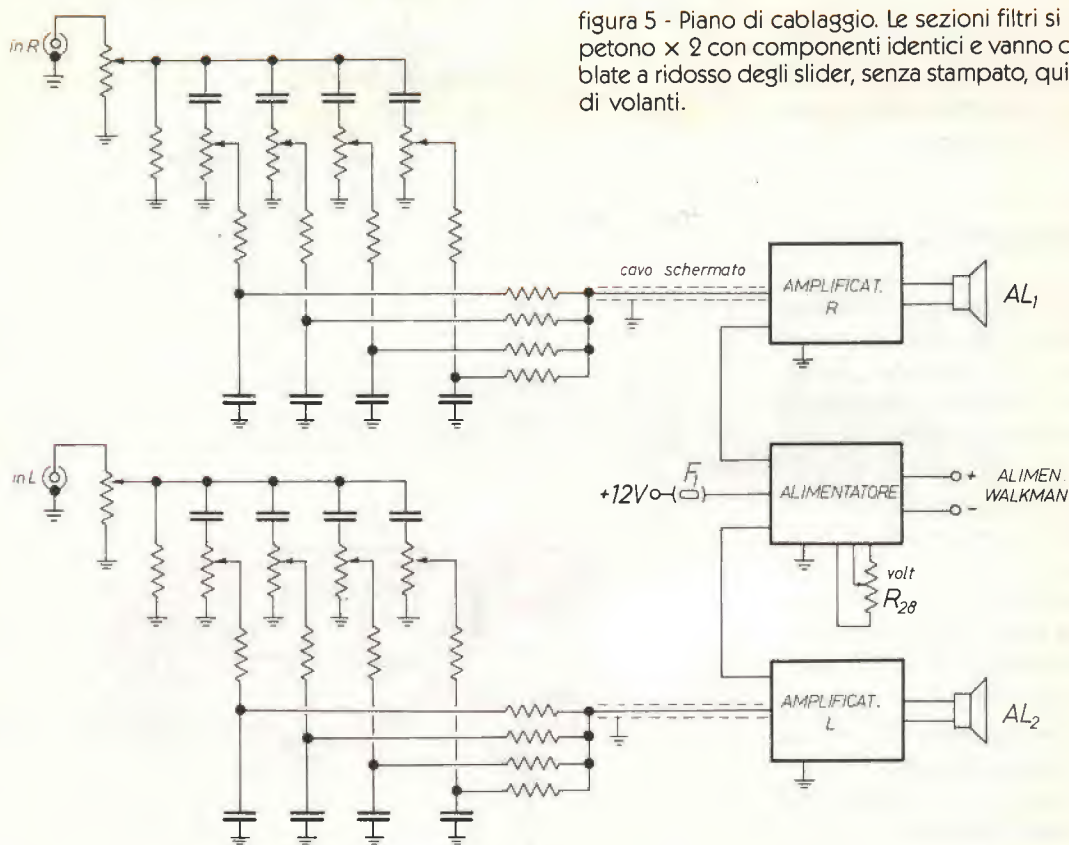 figura 5 - Piano di cablaggio. Le sezioni filtri si
petono × 2 con componenti identici e vanno
blate a ridosso degli slider, senza stampato, qui
di volanti.
in R
cavo schermato
AMPLIFICAT.
R
AL₁
+12V
F₁
ALIMENTATORE
+ ALIMEN.
WALKMAN
-
volt
R₂₈
in L
AMPLIFICAT.
L
AL₂